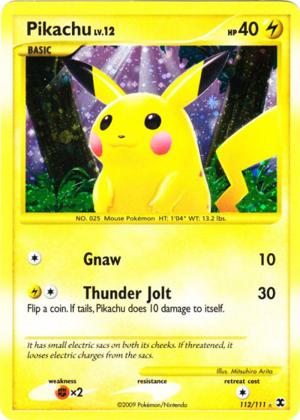 Pikachu LV.12 HP 40
BASIC
NO. 025 Mouse Pokémon HT: 1'04" WT: 13.2 lbs.
Gnaw 10
Thunder Jolt 30
Flip a coin. If tails, Pikachu does 10 damage to itself.
It has small electric sacs on both its cheeks. If threatened, it
looses electric charges from the sacs.
Illus. Mitsuhiro Arita
weakness resistance retreat cost
×2
©2009 Pokémon/Nintendo 112/111